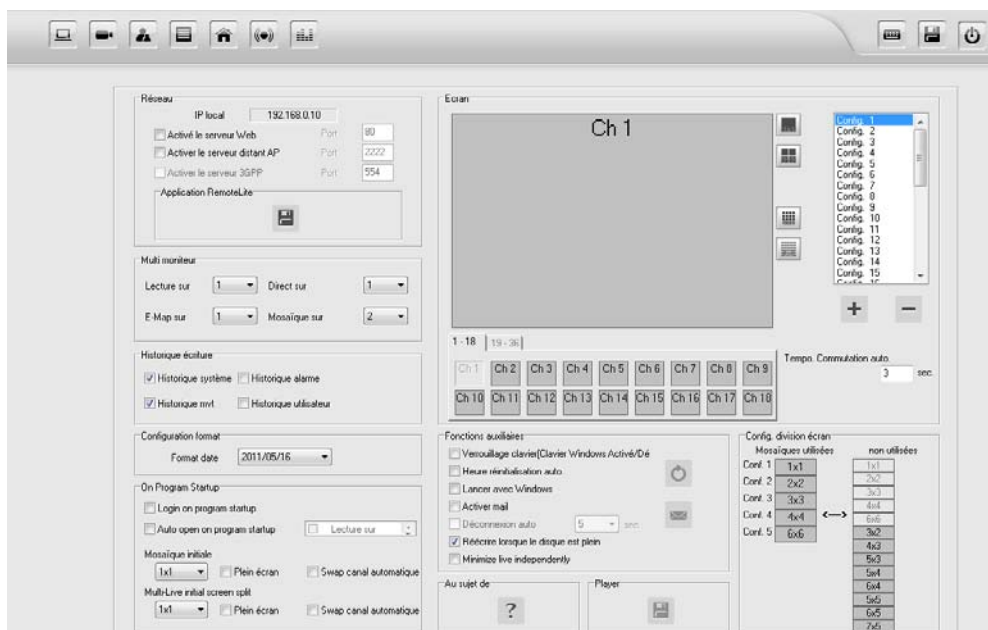 Réseau
IP local 192.168.0.10
Activé le serveur Web Port 80
Activer le serveur distant AP Port 2222
Activer le serveur 3GPP Port 554
Application RemoteLite
Multi moniteur
Lecture sur 1 Direct sur 1
E-Map sur 1 Mosaïque sur 2
Historique écriture
Historique système Historique alarme
Historique mvt Historique utilisateur
Configuration format
Format date 2011/05/16
On Program Startup
Login on program startup
Auto open on program startup Lecture sur
Mosaïque initiale
1x1 Plein écran Swap canal automatique
Multi-Live initial screen split
1x1 Plein écran Swap canal automatique
Ecran
Ch 1
Config. 1
Config. 2
Config. 3
Config. 4
Config. 5
Config. 6
Config. 7
Config. 8
Config. 9
Config. 10
Config. 11
Config. 12
Config. 13
Config. 14
Config. 15
1 - 18 19 - 36
Ch 1 Ch 2 Ch 3 Ch 4 Ch 5 Ch 6 Ch 7 Ch 8 Ch 9
Ch 10 Ch 11 Ch 12 Ch 13 Ch 14 Ch 15 Ch 16 Ch 17 Ch 18
Tempo. Commutation auto.
3 sec.
Fonctions auxiliaires
Verrouillage clavier(Clavier Windows Activé/Dé
Heure réinitialisation auto.
Lancer avec Windows
Activer mail
Déconnexion auto 5 sec.
Réécrire lorsque le disque est plein
Minimize live independently
Au sujet de
?
Player
Config. division écran
Mosaïques utilisées non utilisées
Conf. 1 1x1
Conf. 2 2x2
Conf. 3 3x3
Conf. 4 4x4 <-->
Conf. 5 6x6
1x1
2x2
3x3
4x4
6x6
3x2
4x3
5x3
5x4
6x4
5x5
6x5
7x5